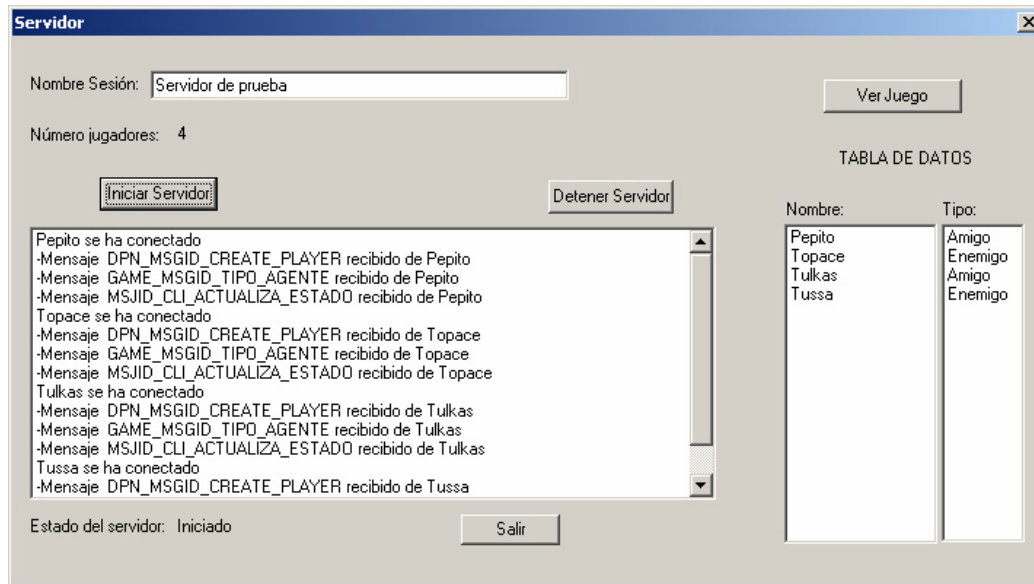 Servidor
Nombre Sesión: Servidor de prueba
Ver Juego
Número jugadores: 4
TABLA DE DATOS
Iniciar Servidor
Detener Servidor
Nombre: Tipo:
Pepito se ha conectado
-Mensaje DPN_MSGID_CREATE_PLAYER recibido de Pepito
-Mensaje GAME_MSGID_TIPO_AGENTE recibido de Pepito
-Mensaje MSJID_CLI_ACTUALIZA_ESTADO recibido de Pepito
Topace se ha conectado
-Mensaje DPN_MSGID_CREATE_PLAYER recibido de Topace
-Mensaje GAME_MSGID_TIPO_AGENTE recibido de Topace
-Mensaje MSJID_CLI_ACTUALIZA_ESTADO recibido de Topace
Tulkas se ha conectado
-Mensaje DPN_MSGID_CREATE_PLAYER recibido de Tulkas
-Mensaje GAME_MSGID_TIPO_AGENTE recibido de Tulkas
-Mensaje MSJID_CLI_ACTUALIZA_ESTADO recibido de Tulkas
Tussa se ha conectado
-Mensaje DPN_MSGID_CREATE_PLAYER recibido de Tussa
Pepito Amigo
Topace Enemigo
Tulkas Amigo
Tussa Enemigo
Estado del servidor: Iniciado
Salir